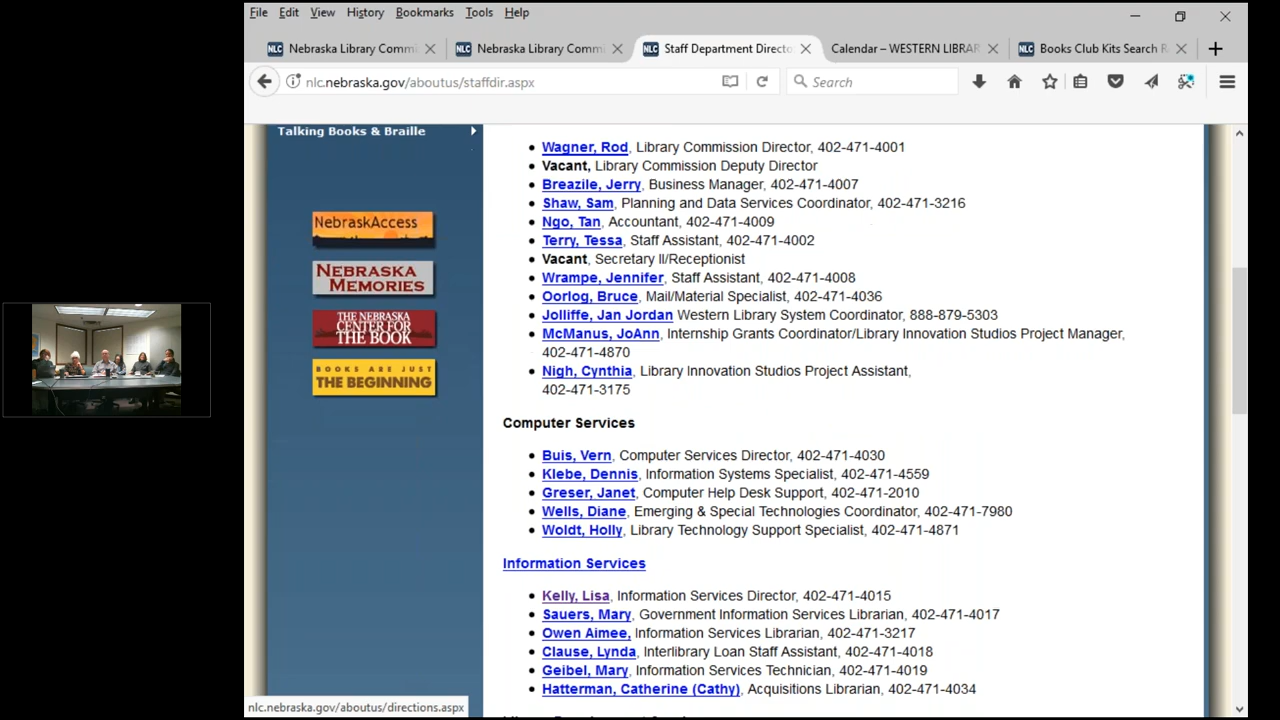 File Edit View History Bookmarks Tools Help
Nebraska Library Commi Nebraska Library Commi Staff Department Directo Calendar – WESTERN LIBRAR Books Club Kits Search R
nlc.nebraska.gov/aboutus/staffdir.aspx Search
Talking Books & Braille
NebraskAccess
NEBRASKA MEMORIES
THE NEBRASKA
CENTER FOR
THE BOOK
BOOKS ARE JUST
THE BEGINNING
Wagner, Rod, Library Commission Director, 402-471-4001
Vacant, Library Commission Deputy Director
Breazile, Jerry, Business Manager, 402-471-4007
Shaw, Sam, Planning and Data Services Coordinator, 402-471-3216
Ngo, Tan, Accountant, 402-471-4009
Terry, Tessa, Staff Assistant, 402-471-4002
Vacant, Secretary II/Receptionist
Wrampe, Jennifer, Staff Assistant, 402-471-4008
Oorlog, Bruce, Mail/Material Specialist, 402-471-4036
Jolliffe, Jan Jordan Western Library System Coordinator, 888-879-5303
McManus, JoAnn, Internship Grants Coordinator/Library Innovation Studios Project Manager,
402-471-4870
Nigh, Cynthia, Library Innovation Studios Project Assistant,
402-471-3175
Computer Services
Buis, Vern, Computer Services Director, 402-471-4030
Klebe, Dennis, Information Systems Specialist, 402-471-4559
Greser, Janet, Computer Help Desk Support, 402-471-2010
Wells, Diane, Emerging & Special Technologies Coordinator, 402-471-7980
Woldt, Holly, Library Technology Support Specialist, 402-471-4871
Information Services
Kelly, Lisa, Information Services Director, 402-471-4015
Sauers, Mary, Government Information Services Librarian, 402-471-4017
Owen Aimee, Information Services Librarian, 402-471-3217
Clause, Lynda, Interlibrary Loan Staff Assistant, 402-471-4018
Geibel, Mary, Information Services Technician, 402-471-4019
Hatterman, Catherine (Cathy), Acquisitions Librarian, 402-471-4034
nlc.nebraska.gov/aboutus/directions.aspx